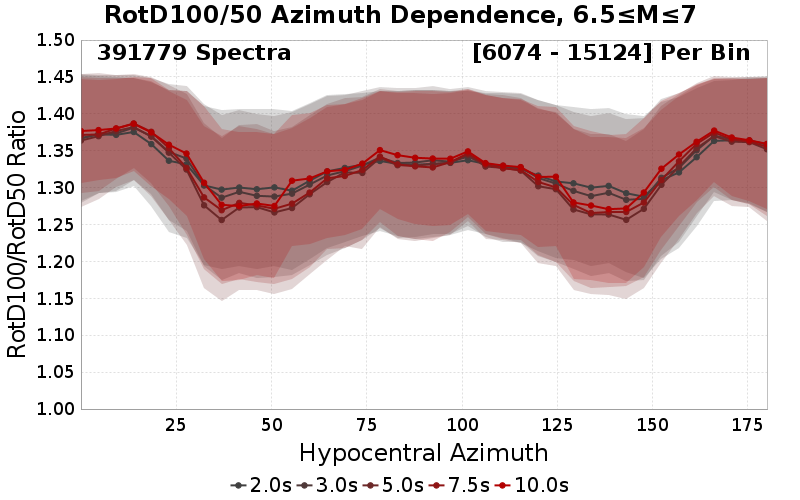 RotD100/50 Azimuth Dependence, 6.5≤M≤7
391779 Spectra
[6074 - 15124] Per Bin
RotD100/RotD50 Ratio
1.50
1.45
1.40
1.35
1.30
1.25
1.20
1.15
1.10
1.05
1.00
25 50 75 100 125 150 175
Hypocentral Azimuth
2.0s 3.0s 5.0s 7.5s 10.0s